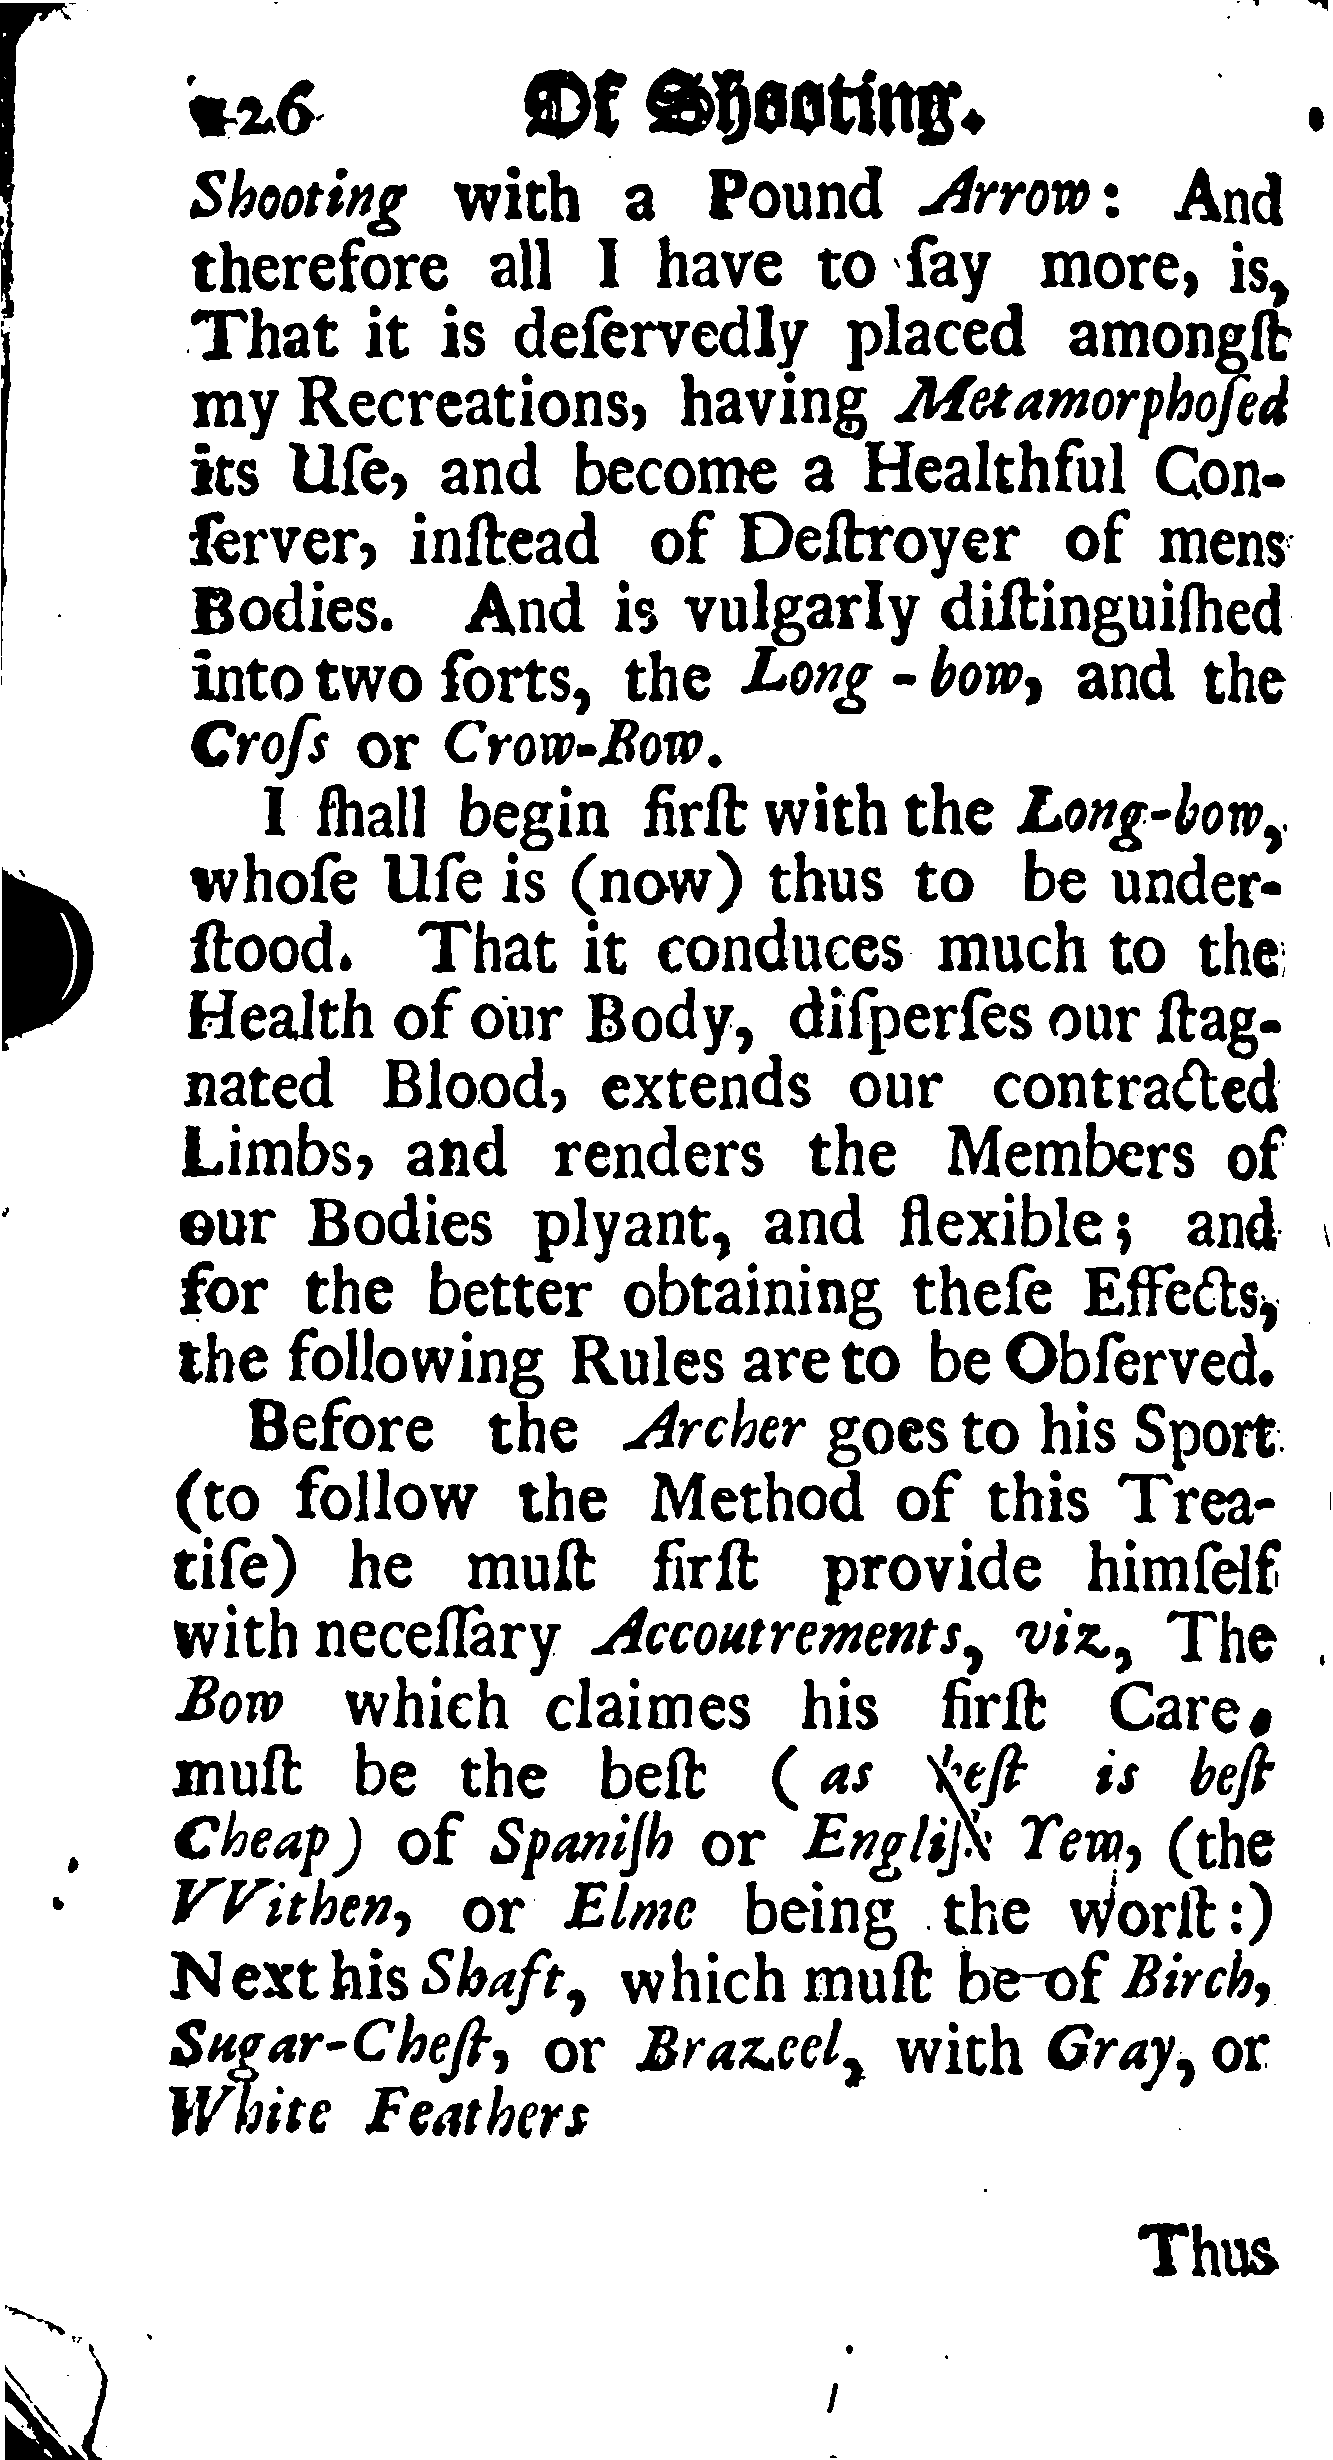 126 Of Shooting.
Shooting with a Pound Arrow: And
therefore all I have to ſay more, is,
That it is deſervedly placed amongſt
my Recreations, having Metamorphoſed
its Uſe, and become a Healthful Con-
ſerver, inſtead of Deſtroyer of mens
Bodies. And is vulgarly diſtinguiſhed
into two ſorts, the Long-bow, and the
Croſs or Crow-Bow.
I ſhall begin firſt with the Long-bow,
whoſe Uſe is (now) thus to be under-
ſtood. That it conduces much to the
Health of our Body, diſperſes our ſtag-
nated Blood, extends our contracted
Limbs, and renders the Members of
our Bodies plyant, and flexible; and
for the better obtaining theſe Effects,
the following Rules are to be Obſerved.
Before the Archer goes to his Sport
(to follow the Method of this Trea-
tiſe) he muſt firſt provide himſelf
with neceſſary Accoutrements, viz, The
Bow which claimes his firſt Care,
muſt be the beſt (as beſt is beſt
Cheap) of Spaniſh or Engliſh Yew, (the
VVithen, or Elme being the worſt:)
Next his Shaft, which muſt be of Birch,
Sugar-Cheſt, or Brazeel, with Gray, or
White Feathers
Thus